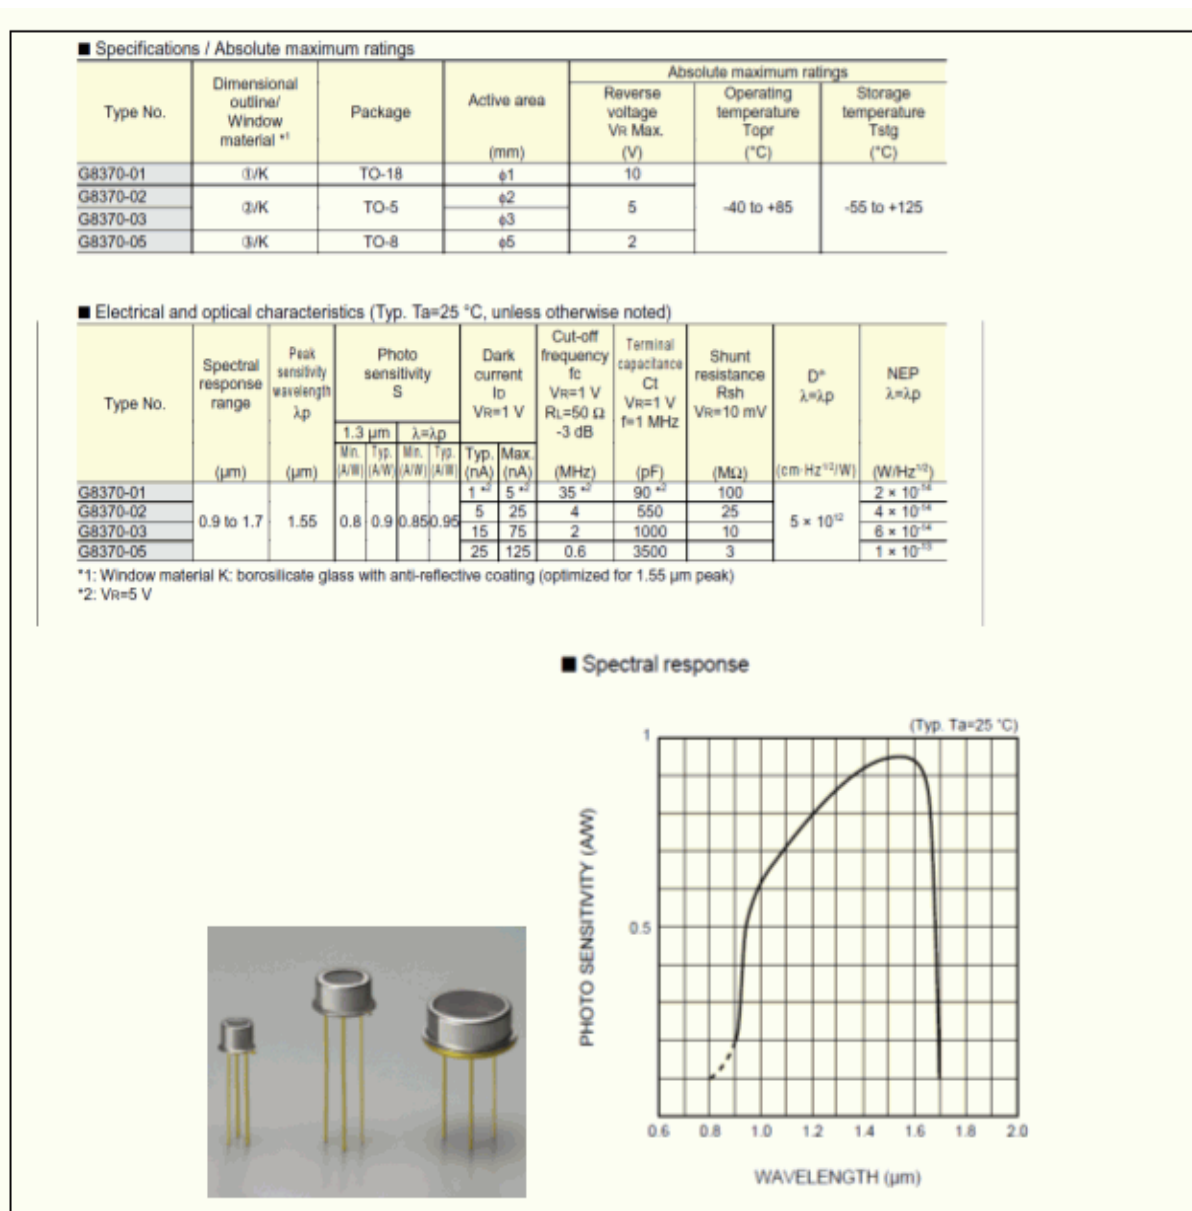 ■ Specifications / Absolute maximum ratings
Type No.
Dimensional outline/ Window material *1
Package
Active area (mm)
Absolute maximum ratings
Reverse voltage VR Max. (V)
Operating temperature Topr (°C)
Storage temperature Tstg (°C)
G8370-01 ①/K TO-18 φ1 10
G8370-02 ②/K TO-5 φ2 5 -40 to +85 -55 to +125
G8370-03 φ3
G8370-05 ③/K TO-8 φ5 2
■ Electrical and optical characteristics (Typ. Ta=25 °C, unless otherwise noted)
Type No.
Spectral response range (μm)
Peak sensitivity wavelength λp (μm)
Photo sensitivity S
1.3 μm λ=λp
Min. (A/W) Typ. (A/W) Min. (A/W) Typ. (A/W)
Dark current ID VR=1 V
Typ. (nA) Max. (nA)
Cut-off frequency fc VR=1 V RL=50 Ω -3 dB (MHz)
Terminal capacitance Ct VR=1 V f=1 MHz (pF)
Shunt resistance Rsh VR=10 mV (MΩ)
D* λ=λp (cm·Hz1/2/W)
NEP λ=λp (W/Hz1/2)
G8370-01 0.9 to 1.7 1.55 0.8 0.9 0.85 0.95 1 *2 5 *2 35 *2 90 *2 100 5 × 10^12 2 × 10^-14
G8370-02 5 25 4 550 25 4 × 10^-14
G8370-03 15 75 2 1000 10 6 × 10^-14
G8370-05 25 125 0.6 3500 3 1 × 10^-13
*1: Window material K: borosilicate glass with anti-reflective coating (optimized for 1.55 μm peak)
*2: VR=5 V
■ Spectral response
(Typ. Ta=25 °C)
1
0.5
PHOTO SENSITIVITY (A/W)
0.6 0.8 1.0 1.2 1.4 1.6 1.8 2.0
WAVELENGTH (μm)